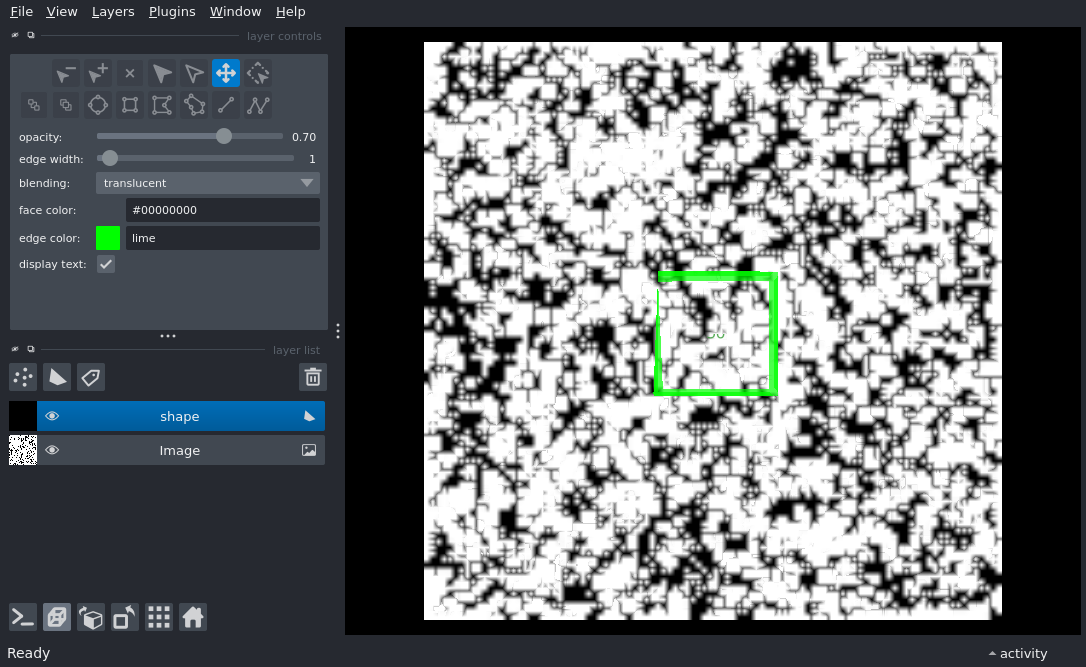 File View Layers Plugins Window Help
layer controls
opacity: 0.70
edge width: 1
blending: translucent
face color: #00000000
edge color: lime
display text:
layer list
shape
Image
Ready activity